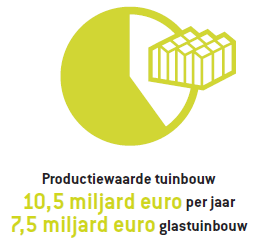 Productiewaarde tuinbouw
10,5 miljard euro per jaar
7,5 miljard euro glastuinbouw